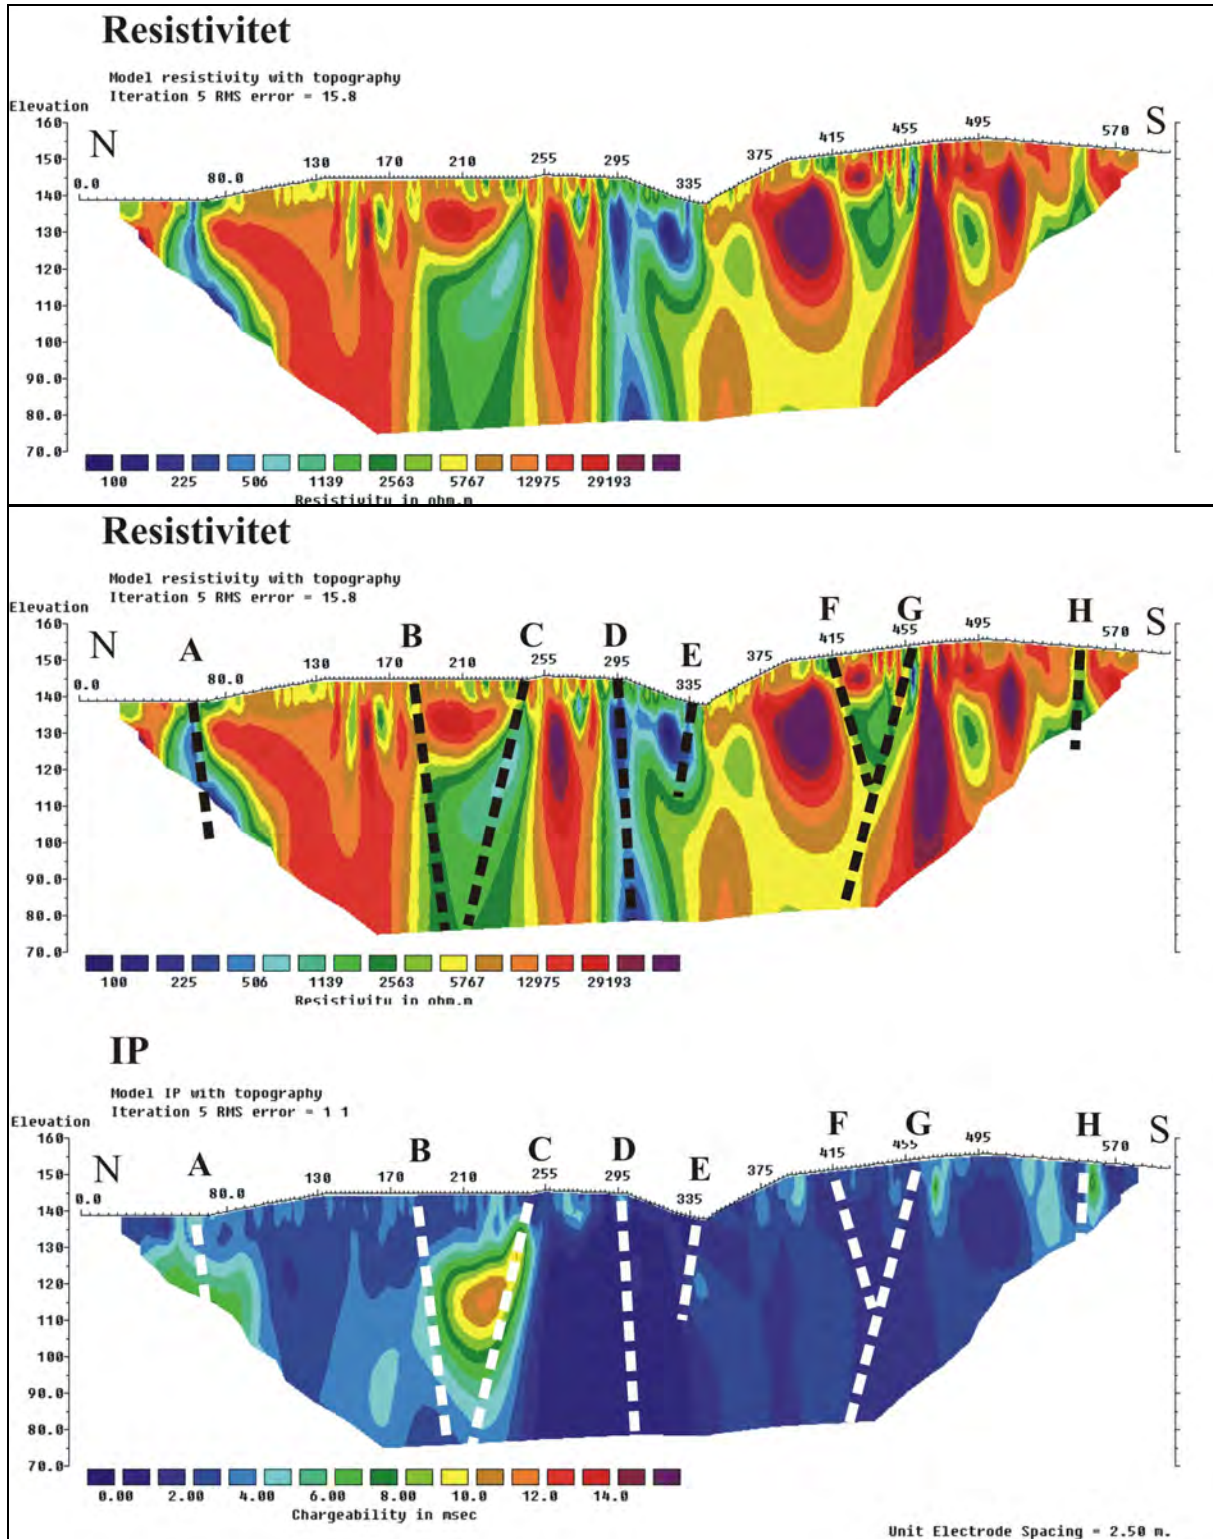 Resistivitet
Model resistivity with topography
Iteration 5 RMS error = 15.8
Elevation
N
S
0.0 80.0 130 170 210 255 295 335 375 415 455 495 570
160
150
140
130
120
110
100
90.0
80.0
70.0
100 225 506 1139 2563 5767 12975 29193
Resistivity in ohm.m
Resistivitet
Model resistivity with topography
Iteration 5 RMS error = 15.8
Elevation
N
A B C D E F G H
S
0.0 80.0 130 170 210 255 295 335 375 415 455 495 570
160
150
140
130
120
110
100
90.0
80.0
70.0
100 225 506 1139 2563 5767 12975 29193
Resistivity in ohm.m
IP
Model IP with topography
Iteration 5 RMS error = 1 1
Elevation
N
A B C D E F G H
S
0.0 80.0 130 170 210 255 295 335 375 415 455 495 570
160
150
140
130
120
110
100
90.0
80.0
70.0
0.00 2.00 4.00 6.00 8.00 10.0 12.0 14.0
Chargeability in msec
Unit Electrode Spacing = 2.50 m.